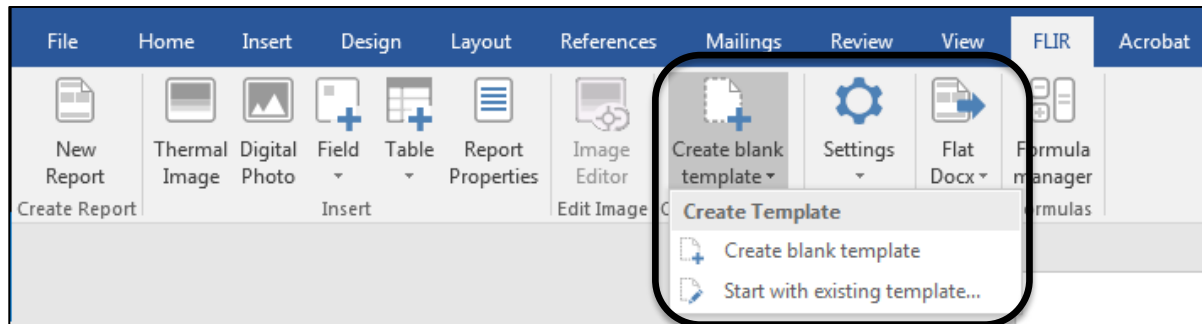 File Home Insert Design Layout References Mailings Review View FLIR Acrobat
New Report
Thermal Image
Digital Photo
Field
Table
Report Properties
Image Editor
Create blank template
Settings
Flat Docx
Formula manager
Create Report
Insert
Edit Image
Create Template
Create blank template
Start with existing template...